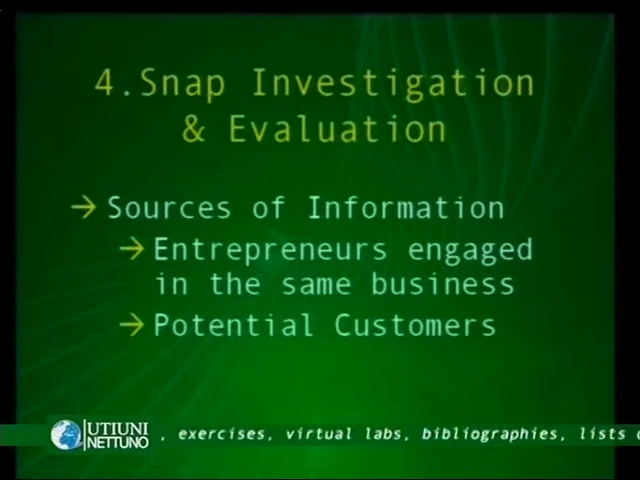 4.Snap Investigation
& Evaluation
→ Sources of Information
→ Entrepreneurs engaged
in the same business
→ Potential Customers
UTIUNI
NETTUNO
, exercises, virtual labs, bibliographies, lists